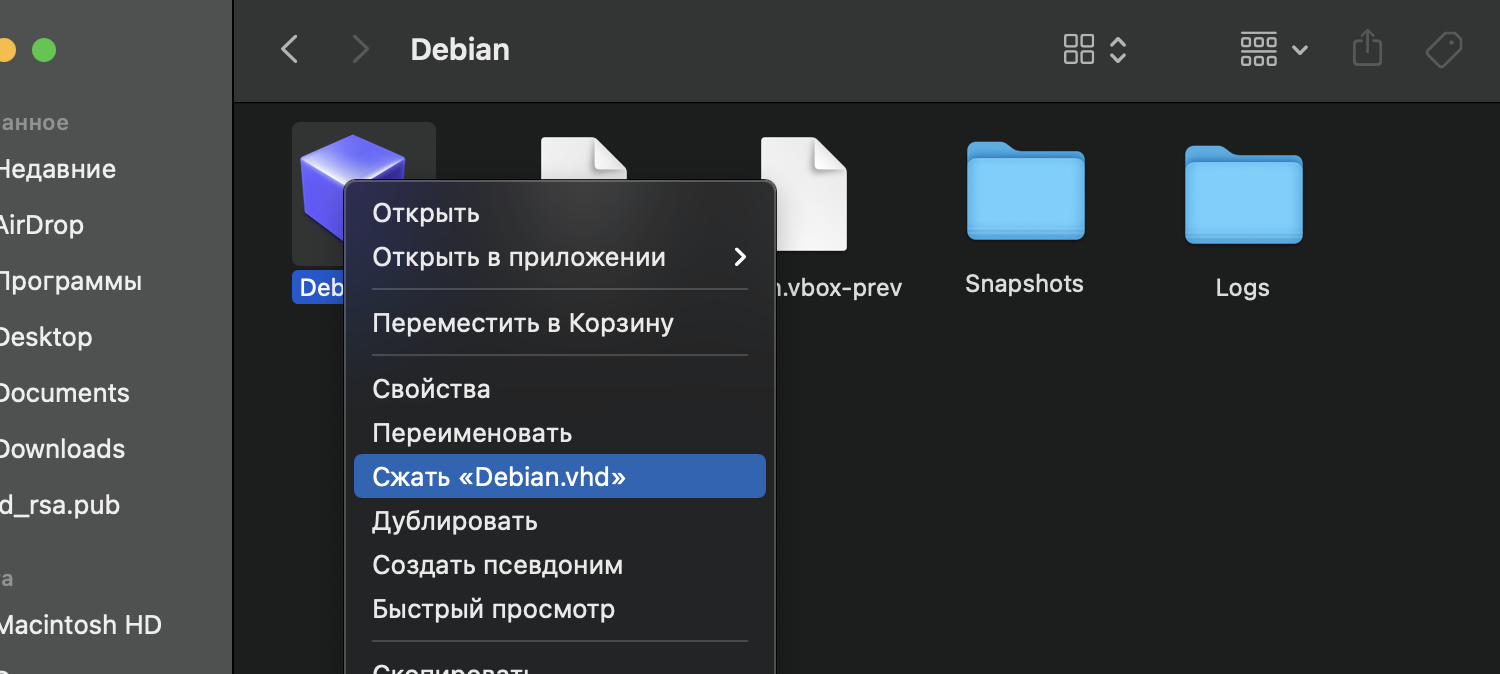 Debian
анное
Недавние
AirDrop
Программы
Desktop
Documents
Downloads
d_rsa.pub
а
Macintosh HD
Deb
n.vbox-prev
Snapshots
Logs
Открыть
Открыть в приложении
Переместить в Корзину
Свойства
Переименовать
Сжать «Debian.vhd»
Дублировать
Создать псевдоним
Быстрый просмотр
Скопировать